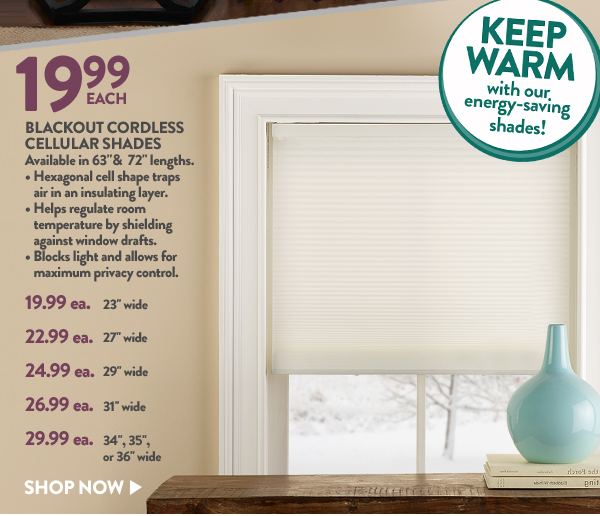 KEEP
WARM
with our
energy-saving
shades!
19⁹⁹
EACH
BLACKOUT CORDLESS
CELLULAR SHADES
Available in 63"& 72" lengths.
• Hexagonal cell shape traps
air in an insulating layer.
• Helps regulate room
temperature by shielding
against window drafts.
• Blocks light and allows for
maximum privacy control.
19.99 ea. 23" wide
22.99 ea. 27" wide
24.99 ea. 29" wide
26.99 ea. 31" wide
29.99 ea. 34", 35",
or 36" wide
SHOP NOW ▶